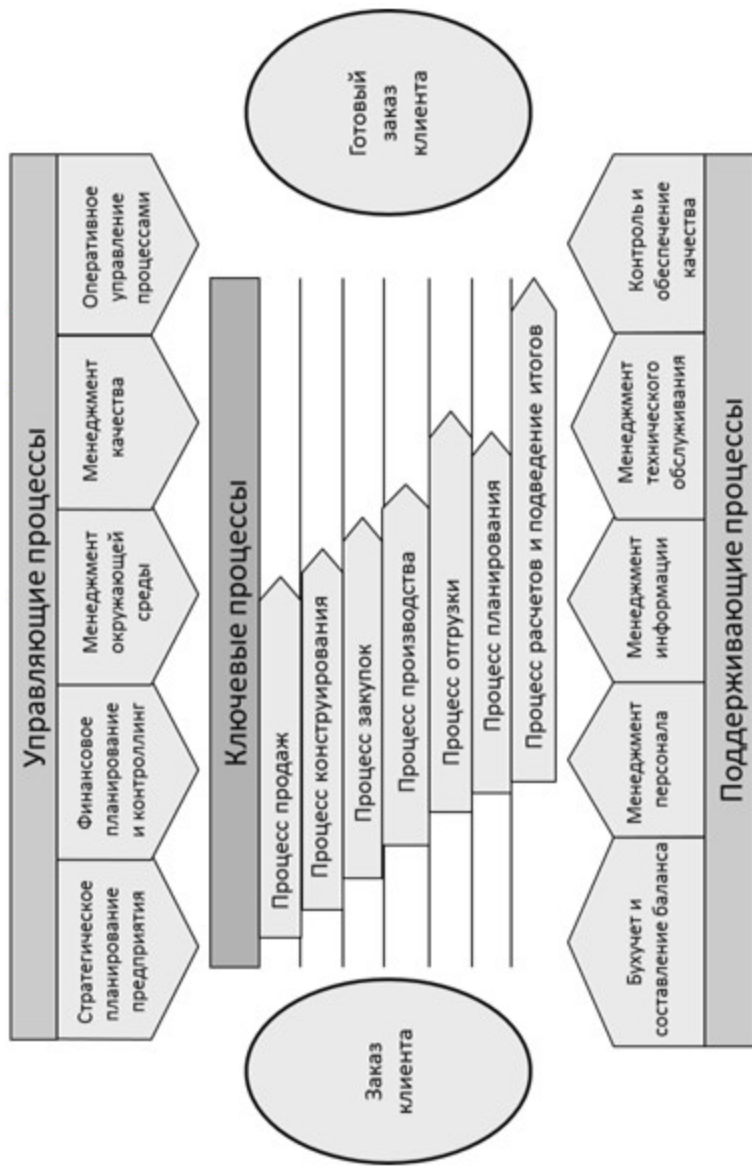 Управляющие процессы
Стратегическое
планирование
предприятия
Финансовое
планирование
и контроллинг
Менеджмент
окружающей
среды
Менеджмент
качества
Оперативное
управление
процессами
Заказ
клиента
Ключевые процессы
Процесс продаж
Процесс конструирования
Процесс закупок
Процесс производства
Процесс отгрузки
Процесс планирования
Процесс расчетов и подведение итогов
Готовый
заказ
клиента
Бухучет и
составление баланса
Менеджмент
персонала
Менеджмент
информации
Менеджмент
технического
обслуживания
Контроль и
обеспечение
качества
Поддерживающие процессы